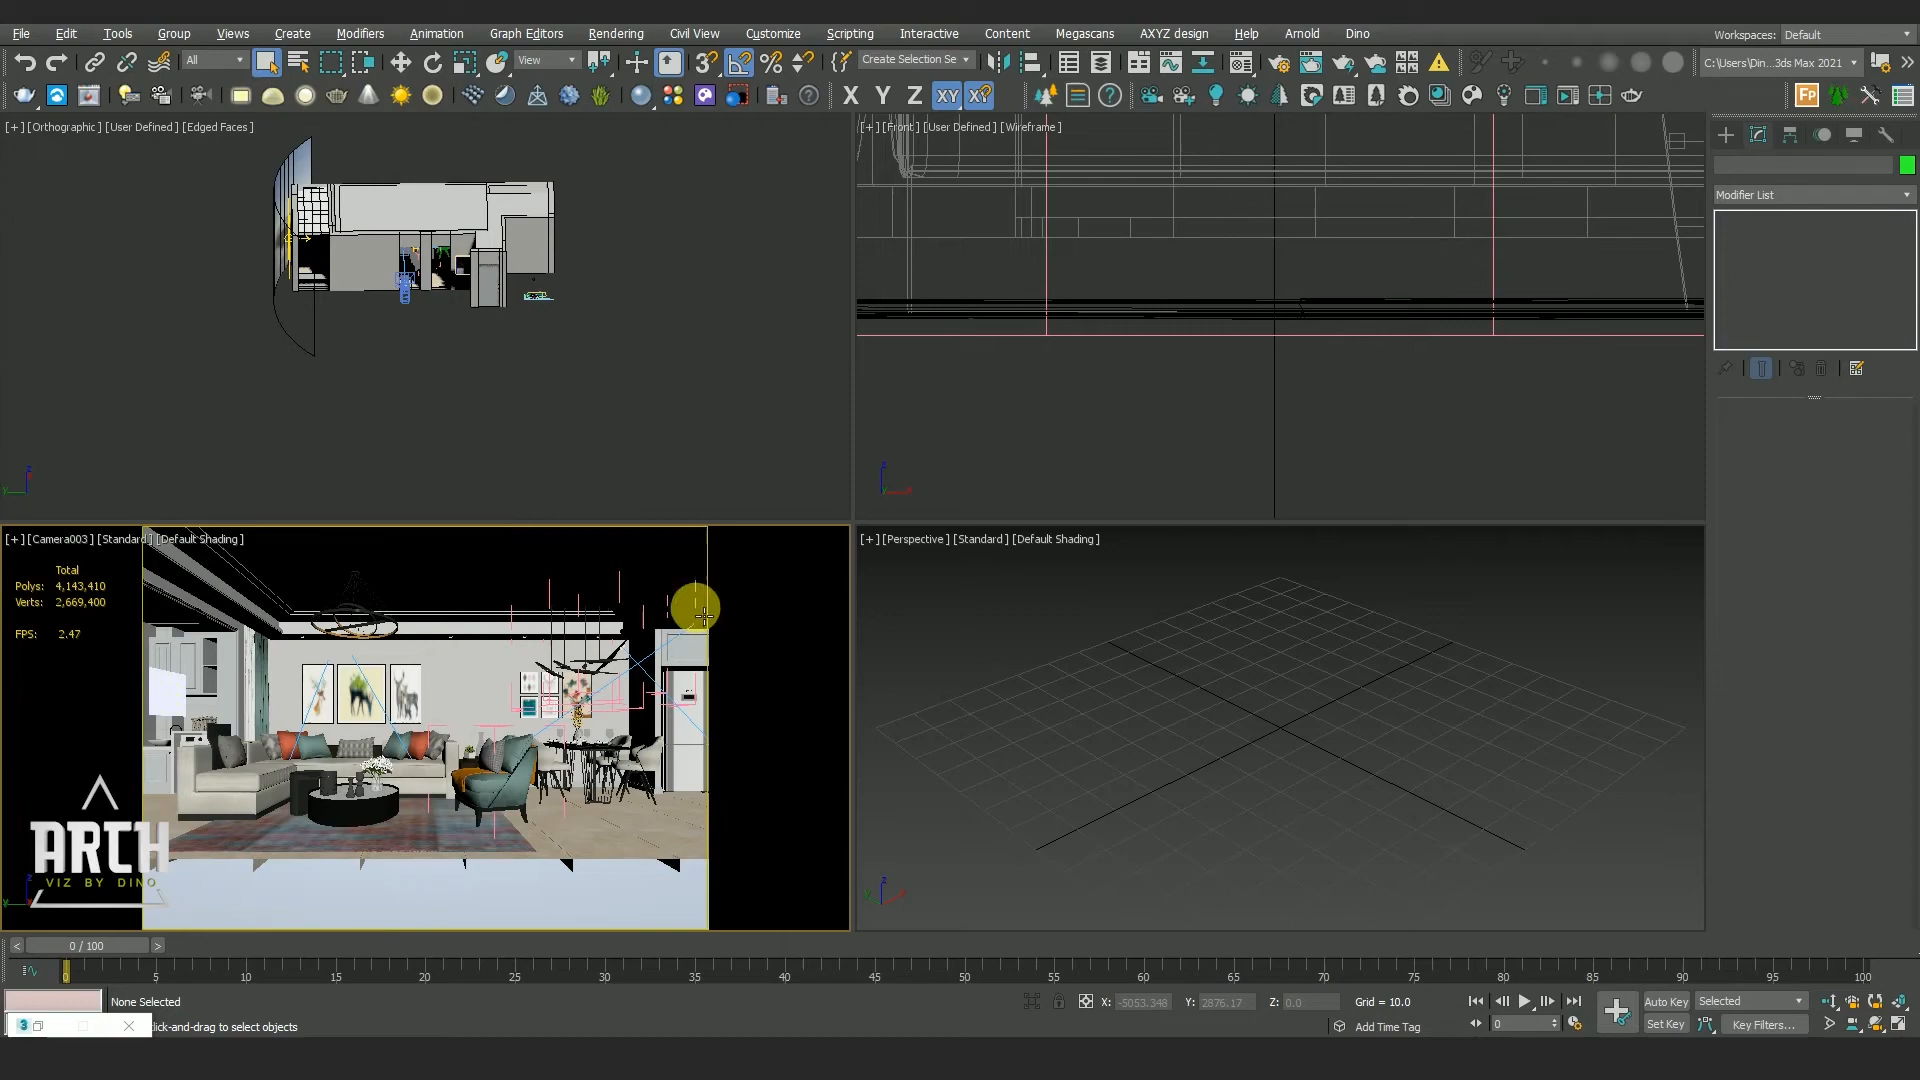 File Edit Tools Group Views Create Modifiers Animation Graph Editors Rendering Civil View Customize Scripting Interactive Content Megascans AXYZ design Help Arnold Dino
Workspaces: Default
All View Create Selection Se C:\Users\Din...3ds Max 2021
X Y Z XY XY
[+] [Orthographic] [User Defined] [Edged Faces]
[+] [Front] [User Defined] [Wireframe]
Modifier List
[+] [Camera003] [Standard] [Default Shading]
[+] [Perspective] [Standard] [Default Shading]
Total
Polys: 4,143,410
Verts: 2,669,400
FPS: 2.47
ARCH
VIZ BY DINO
< 0 / 100 >
0 5 10 15 20 25 30 35 40 45 50 55 60 65 70 75 80 85 90 95 100
None Selected
X: -5053.348 Y: 2876.17 Z: 0.0 Grid = 10.0
Auto Key Selected
click-and-drag to select objects
Add Time Tag
0
Set Key Key Filters...